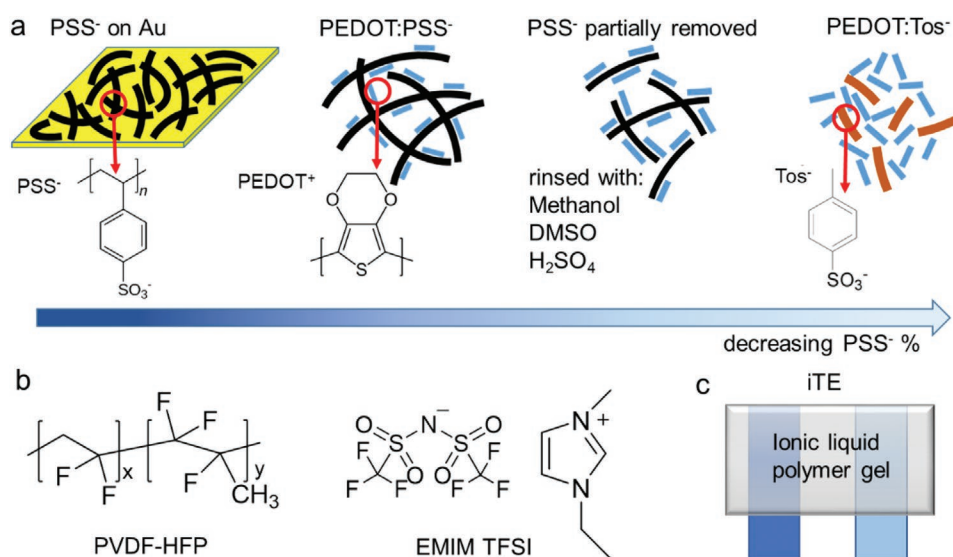 a
PSS⁻ on Au
PEDOT:PSS⁻
PSS⁻ partially removed
PEDOT:Tos⁻
PSS⁻
n
SO₃⁻
PEDOT⁺
O O
S
rinsed with:
Methanol
DMSO
H₂SO₄
Tos⁻
SO₃⁻
decreasing PSS⁻ %
b
F F
F F x F y
CH₃
PVDF-HFP
O N⁻ O
S S
O O
F F
F F F F
N +
N
EMIM TFSI
c
iTE
Ionic liquid
polymer gel